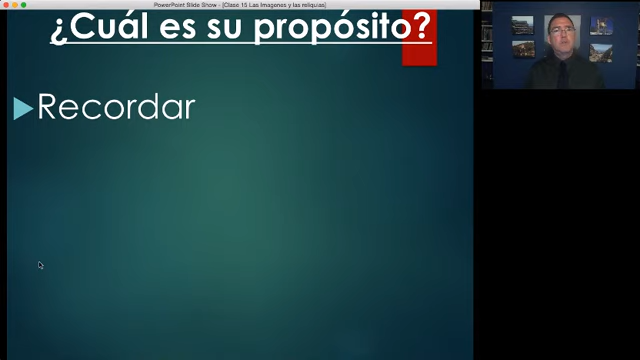 PowerPoint Slide Show - [Clase 15 Las Imagenes y las reliquias]
¿Cuál es su propósito?
Recordar